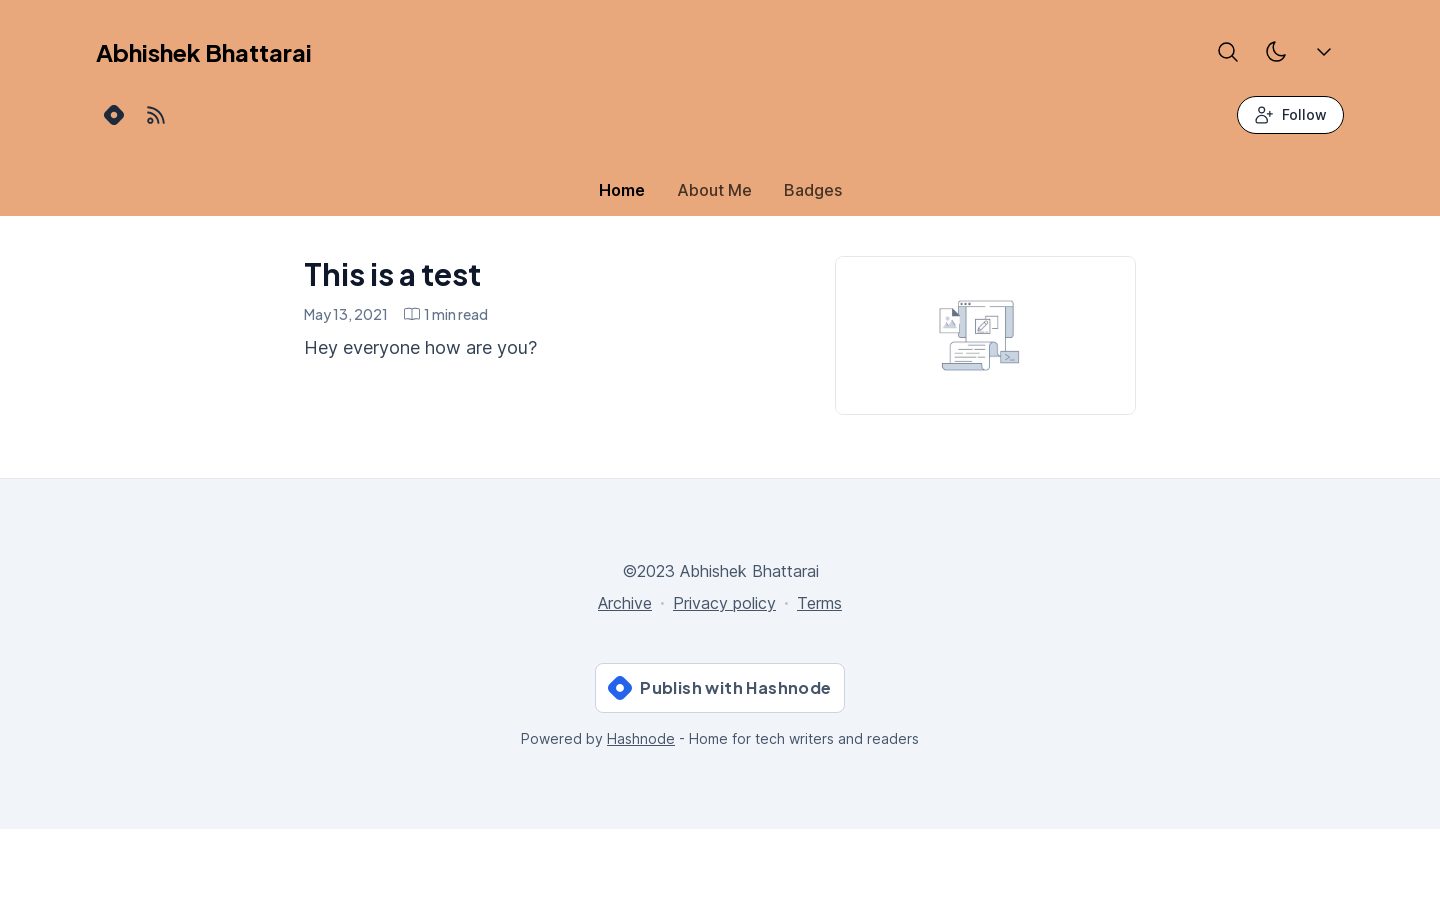 Abhishek Bhattarai
Follow
Home About Me Badges
This is a test
May 13, 2021 1 min read
Hey everyone how are you?
©2023 Abhishek Bhattarai
Archive · Privacy policy · Terms
Publish with Hashnode
Powered by Hashnode - Home for tech writers and readers